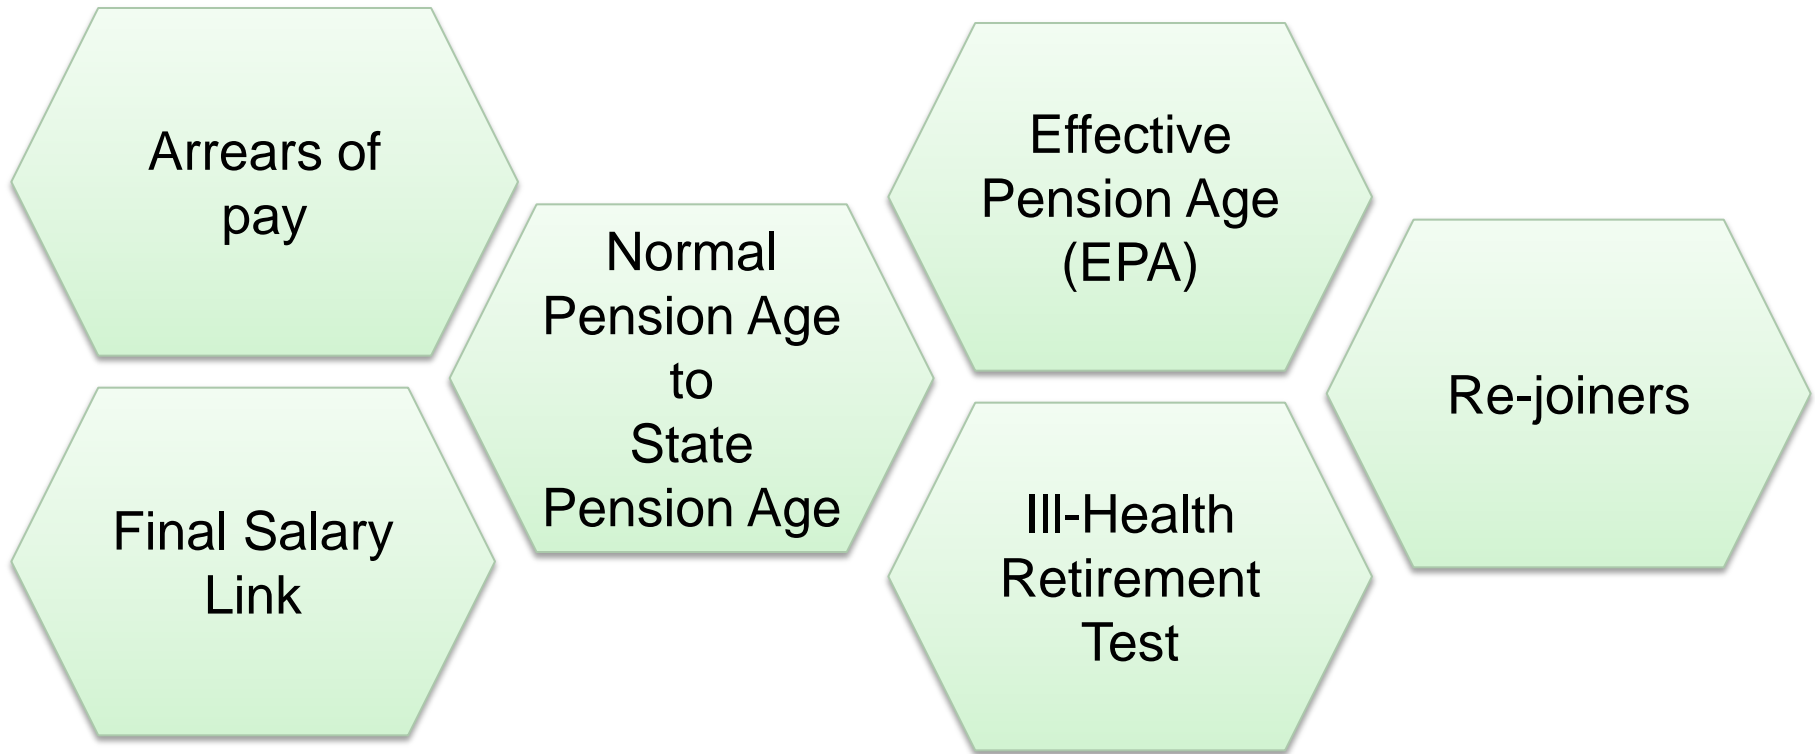 Arrears of
pay
Final Salary
Link
Normal
Pension Age
to
State
Pension Age
Effective
Pension Age
(EPA)
Ill-Health
Retirement
Test
Re-joiners